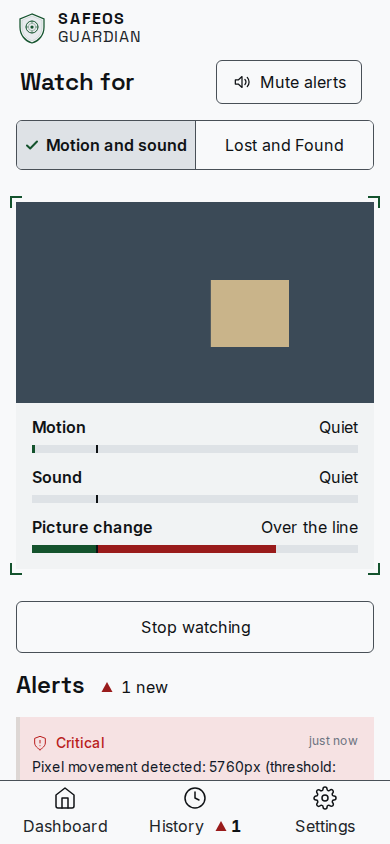 SAFEOS
GUARDIAN
Watch for
Mute alerts
Motion and sound
Lost and Found
Motion
Quiet
Sound
Quiet
Picture change
Over the line
Stop watching
Alerts
1 new
Critical
just now
Pixel movement detected: 5760px (threshold:
Dashboard
History
1
Settings